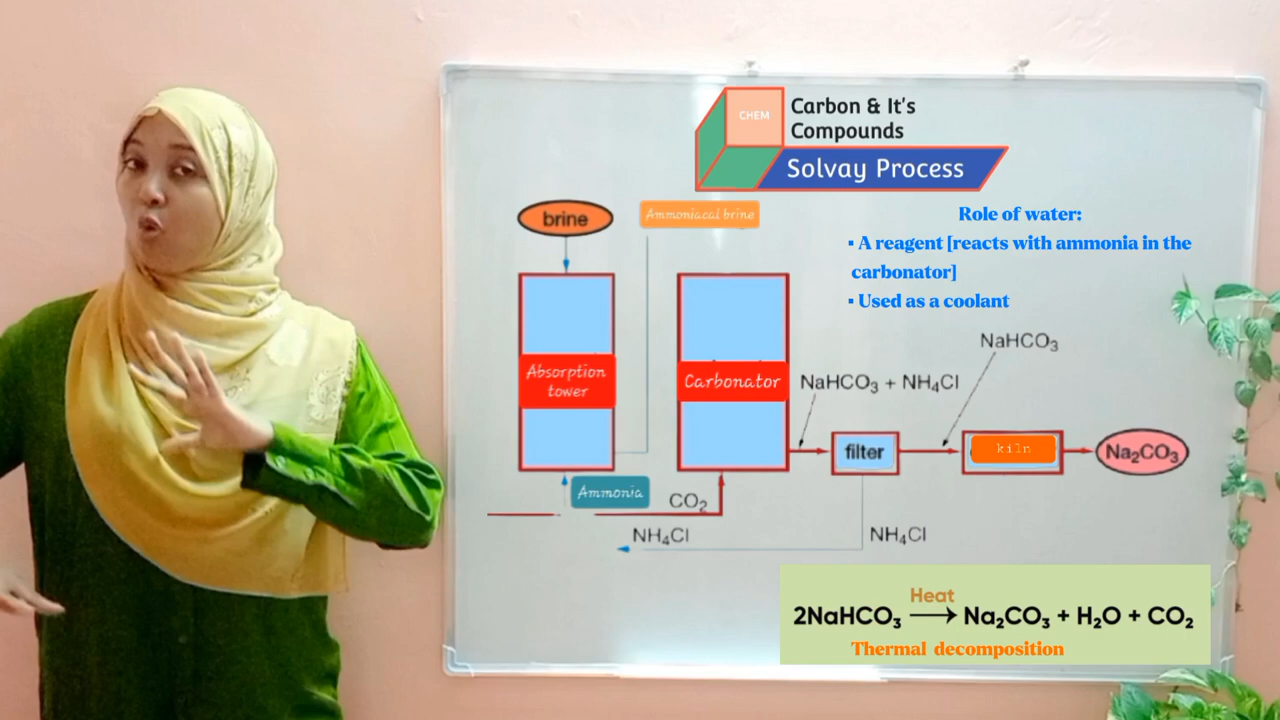 CHEM
Carbon & It's
Compounds
Solvay Process
brine
Ammoniacal brine
Role of water:
▪ A reagent [reacts with ammonia in the
carbonator]
▪ Used as a coolant
Absorption
tower
Carbonator
NaHCO₃
NaHCO₃ + NH₄Cl
filter
kiln
Na₂CO₃
Ammonia
CO₂
NH₄Cl
NH₄Cl
Heat
2NaHCO₃ ⟶ Na₂CO₃ + H₂O + CO₂
Thermal decomposition